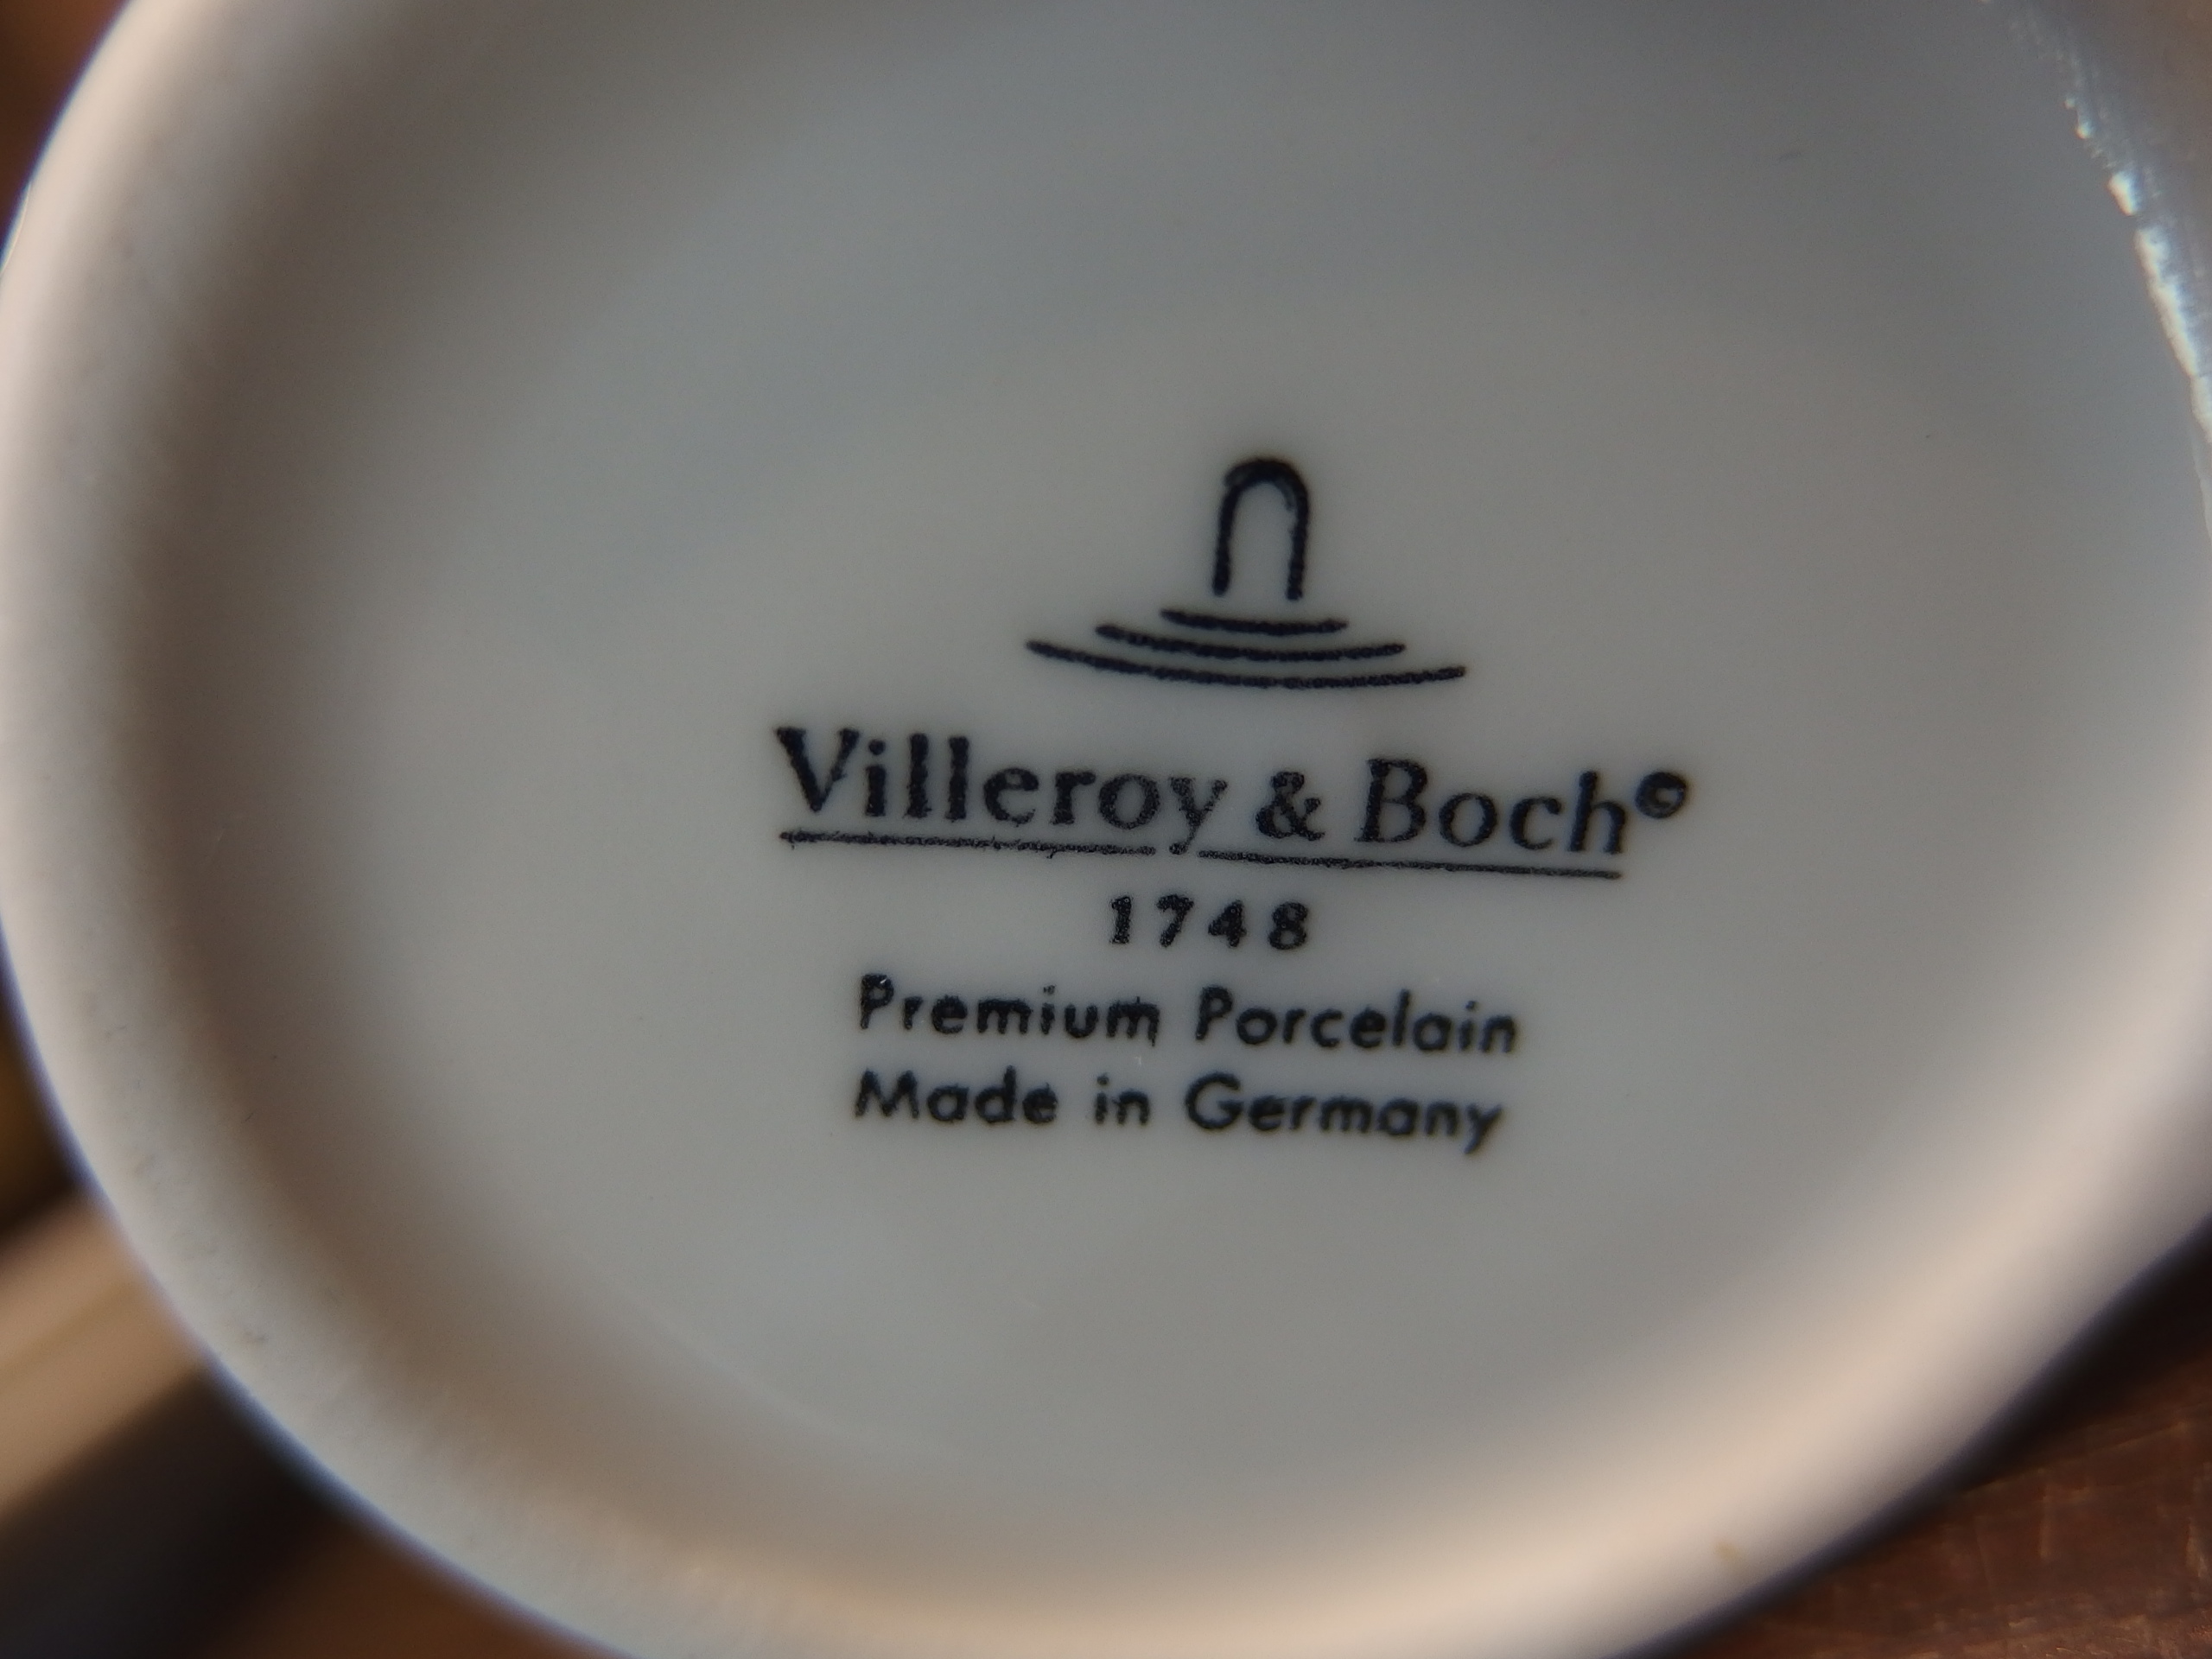 Villeroy & Boch©
1748
Premium Porcelain
Made in Germany